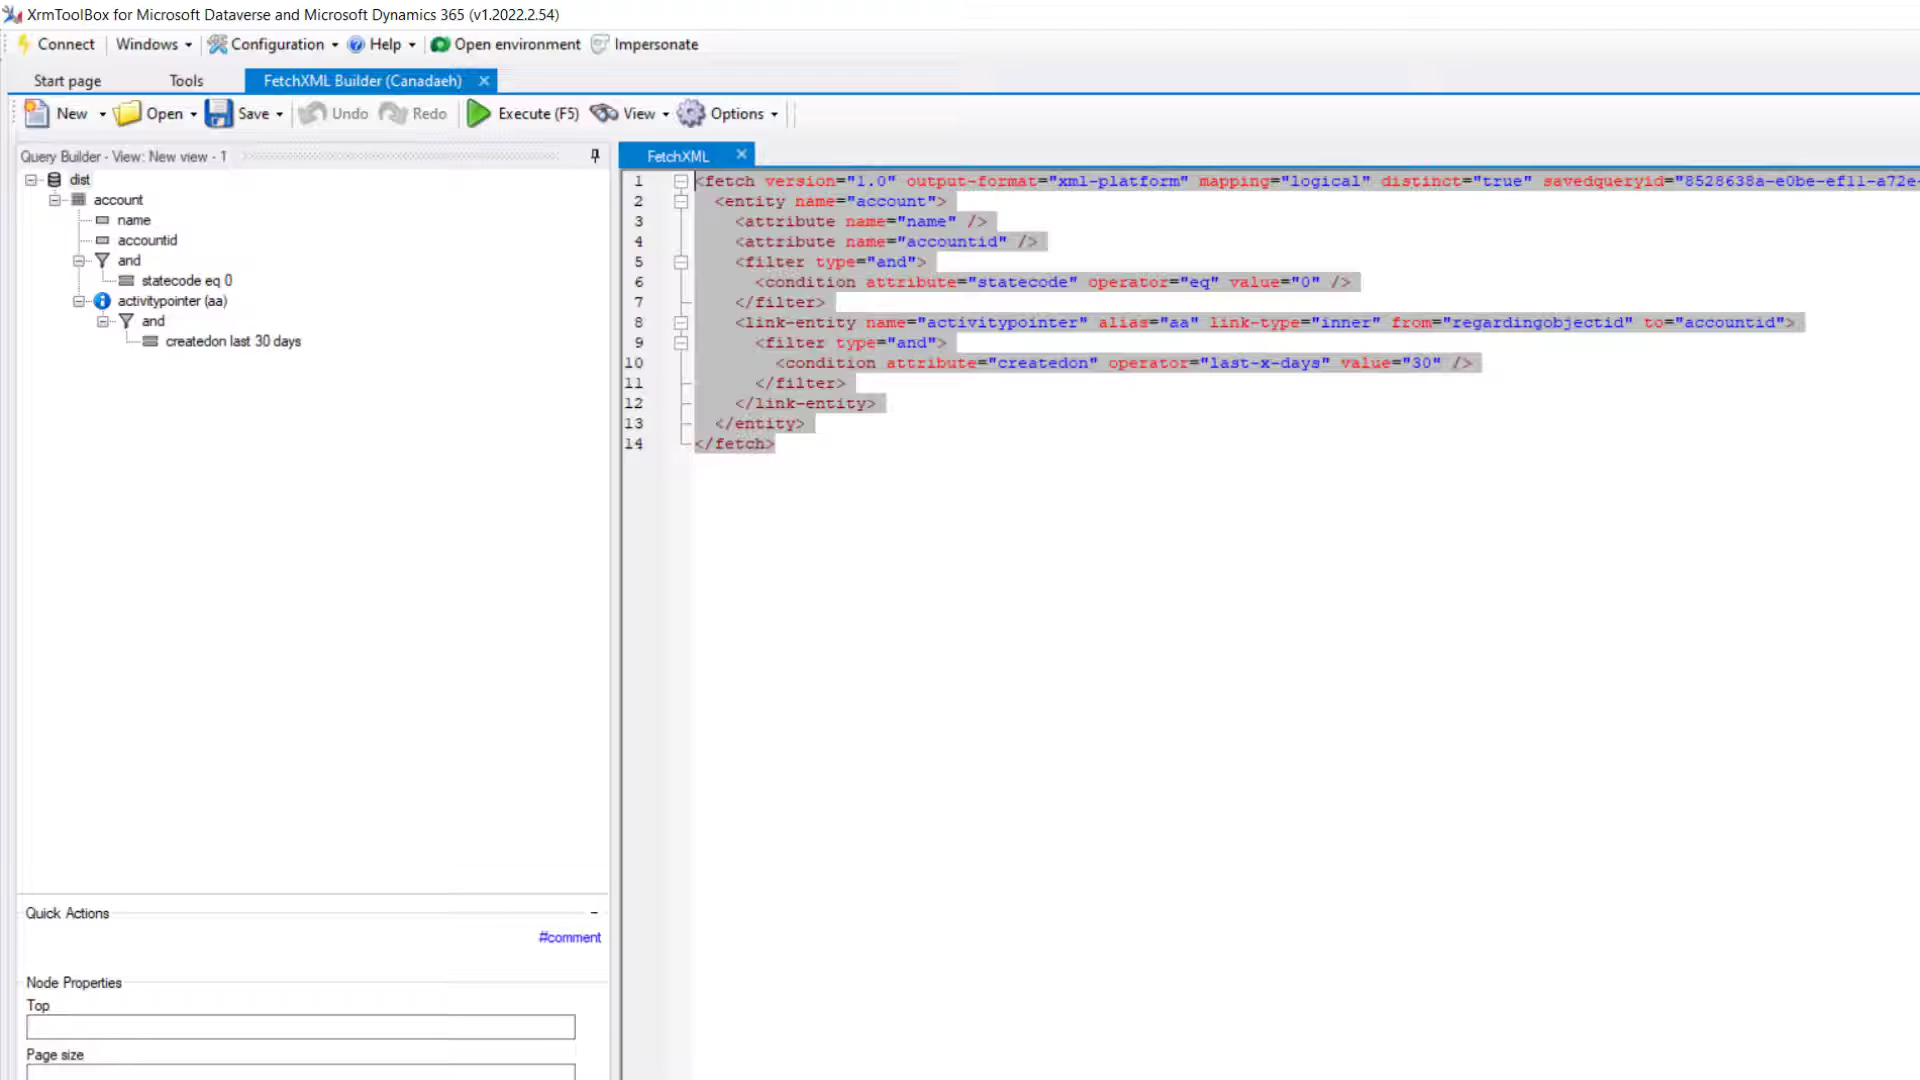 XrmToolBox for Microsoft Dataverse and Microsoft Dynamics 365 (v1.2022.2.54)
Connect Windows Configuration Help Open environment Impersonate
Start page Tools FetchXML Builder (Canadaeh)
New Open Save Undo Redo Execute (F5) View Options
Query Builder - View: New view - 1
dist
account
name
accountid
and
statecode eq 0
activitypointer (aa)
and
createdon last 30 days
Quick Actions
#comment
Node Properties
Top
Page size
FetchXML
1 <fetch version="1.0" output-format="xml-platform" mapping="logical" distinct="true" savedqueryid="8528638a-e0be-ef11-a72e-
2 <entity name="account">
3 <attribute name="name" />
4 <attribute name="accountid" />
5 <filter type="and">
6 <condition attribute="statecode" operator="eq" value="0" />
7 </filter>
8 <link-entity name="activitypointer" alias="aa" link-type="inner" from="regardingobjectid" to="accountid">
9 <filter type="and">
10 <condition attribute="createdon" operator="last-x-days" value="30" />
11 </filter>
12 </link-entity>
13 </entity>
14 </fetch>